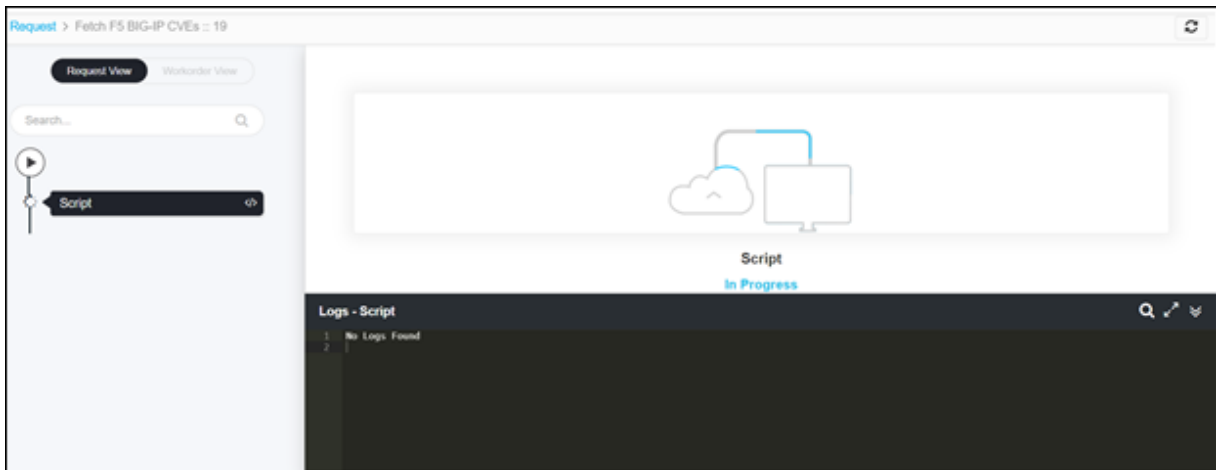 Request > Fetch F5 BIG-IP CVEs :: 19
Request View
Workorder View
Search...
Script
Script
In Progress
Logs - Script
1 No Logs Found
2